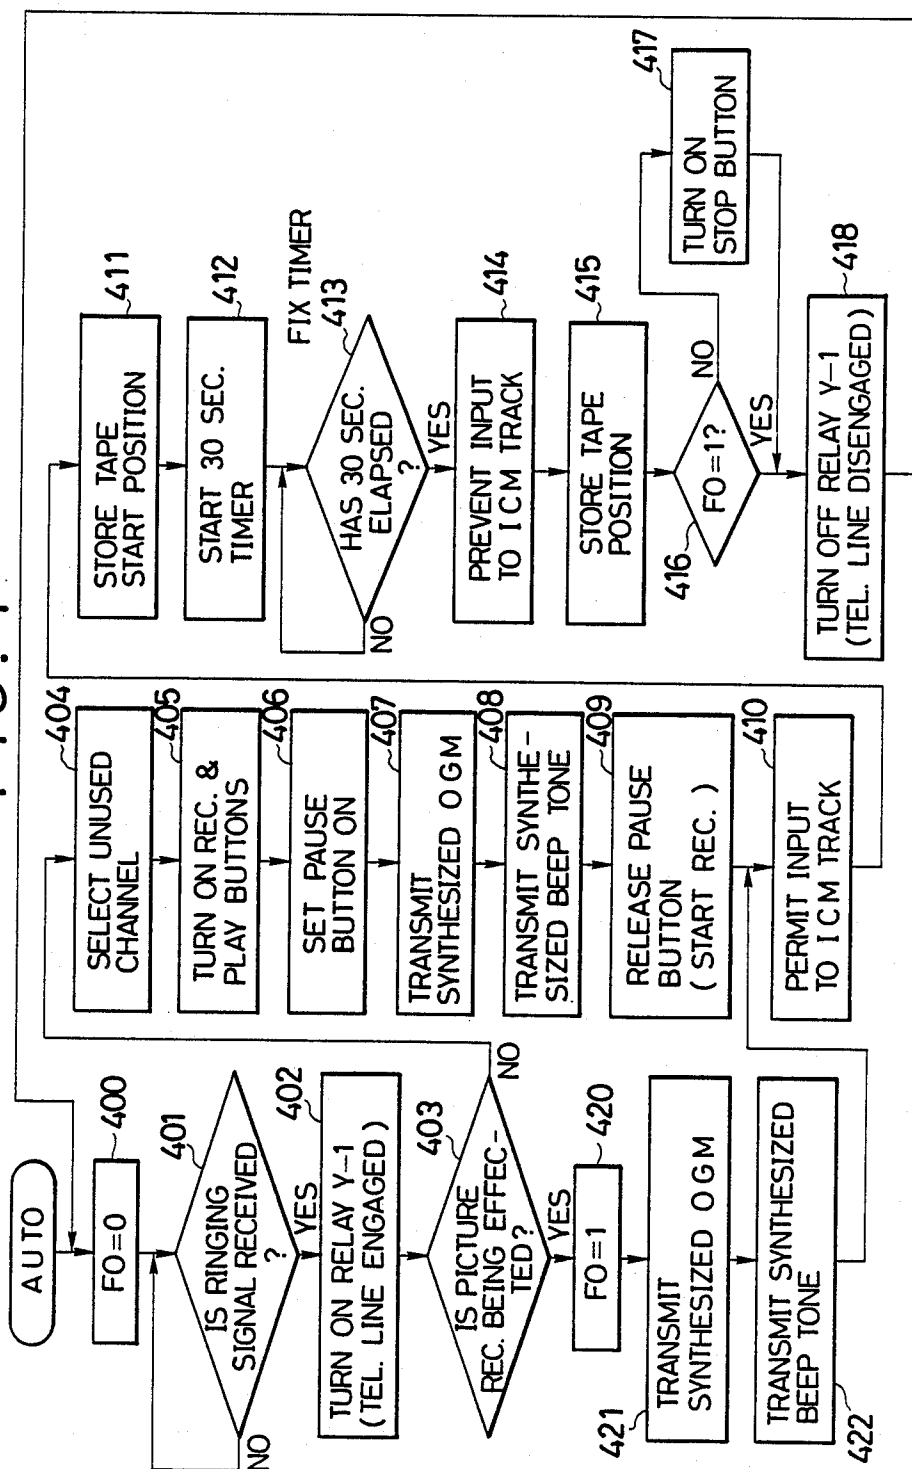 AUTO
FO=0
400
IS RINGING
SIGNAL RECEIVED
?
401
NO
YES
TURN ON RELAY Y-1
(TEL. LINE ENGAGED)
402
IS PICTURE
REC. BEING EFFEC-
TED?
403
NO
YES
FO=1
420
TRANSMIT
SYNTHESIZED OGM
421
TRANSMIT SYNTHESIZED
BEEP TONE
422
SELECT UNUSED
CHANNEL
404
TURN ON REC. &
PLAY BUTTONS
405
SET PAUSE
BUTTON ON
406
TRANSMIT
SYNTHESIZED OGM
407
TRANSMIT SYNTHE-
SIZED BEEP TONE
408
RELEASE PAUSE
BUTTON
(START REC.)
409
PERMIT INPUT
TO ICM TRACK
410
STORE TAPE
START POSITION
411
START 30 SEC.
TIMER
412
FIX TIMER
413
HAS 30 SEC.
ELAPSED
?
NO
YES
PREVENT INPUT
TO ICM TRACK
414
STORE TAPE
POSITION
415
FO=1?
416
NO
YES
TURN ON
STOP BUTTON
417
TURN OFF RELAY Y-1
(TEL. LINE DISENGAGED)
418